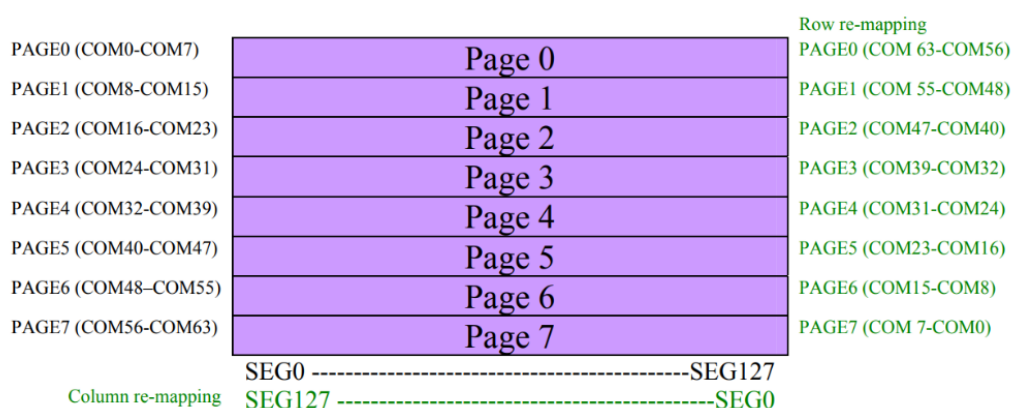 Row re-mapping
PAGE0 (COM0-COM7) Page 0 PAGE0 (COM 63-COM56)
PAGE1 (COM8-COM15) Page 1 PAGE1 (COM 55-COM48)
PAGE2 (COM16-COM23) Page 2 PAGE2 (COM47-COM40)
PAGE3 (COM24-COM31) Page 3 PAGE3 (COM39-COM32)
PAGE4 (COM32-COM39) Page 4 PAGE4 (COM31-COM24)
PAGE5 (COM40-COM47) Page 5 PAGE5 (COM23-COM16)
PAGE6 (COM48–COM55) Page 6 PAGE6 (COM15-COM8)
PAGE7 (COM56-COM63) Page 7 PAGE7 (COM 7-COM0)
SEG0 ---------------------------------------------SEG127
Column re-mapping SEG127 ---------------------------------------------SEG0